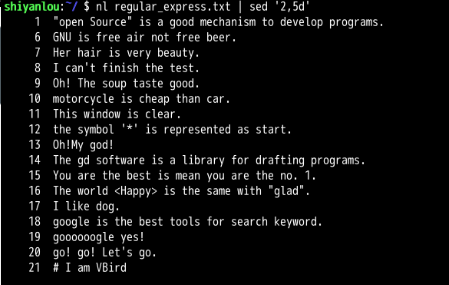 shiyanlou:~/ $ nl regular_express.txt | sed '2,5d'
1 "open Source" is a good mechanism to develop programs.
6 GNU is free air not free beer.
7 Her hair is very beauty.
8 I can't finish the test.
9 Oh! The soup taste good.
10 motorcycle is cheap than car.
11 This window is clear.
12 the symbol '*' is represented as start.
13 Oh!My god!
14 The gd software is a library for drafting programs.
15 You are the best is mean you are the no. 1.
16 The world <Happy> is the same with "glad".
17 I like dog.
18 google is the best tools for search keyword.
19 goooooogle yes!
20 go! go! Let's go.
21 # I am VBird